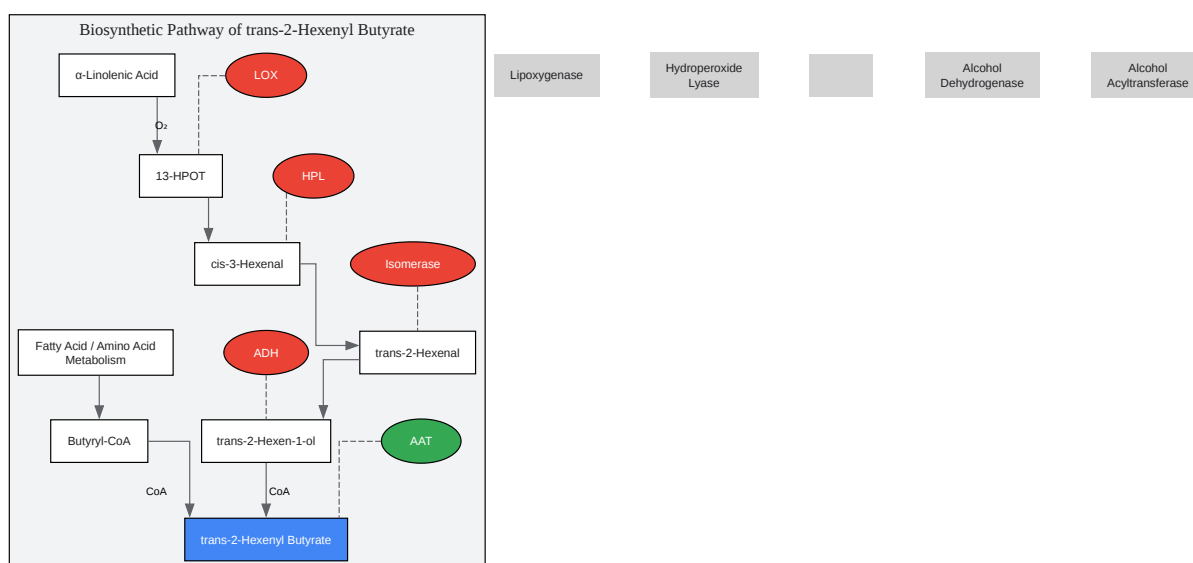 Biosynthetic Pathway of trans-2-Hexenyl Butyrate
α-Linolenic Acid
LOX
O₂
13-HPOT
HPL
cis-3-Hexenal
Isomerase
Fatty Acid / Amino Acid
Metabolism
ADH
trans-2-Hexenal
Butyryl-CoA
trans-2-Hexen-1-ol
AAT
CoA
CoA
trans-2-Hexenyl Butyrate
Lipoxygenase
Hydroperoxide
Lyase
Alcohol
Dehydrogenase
Alcohol
Acyltransferase